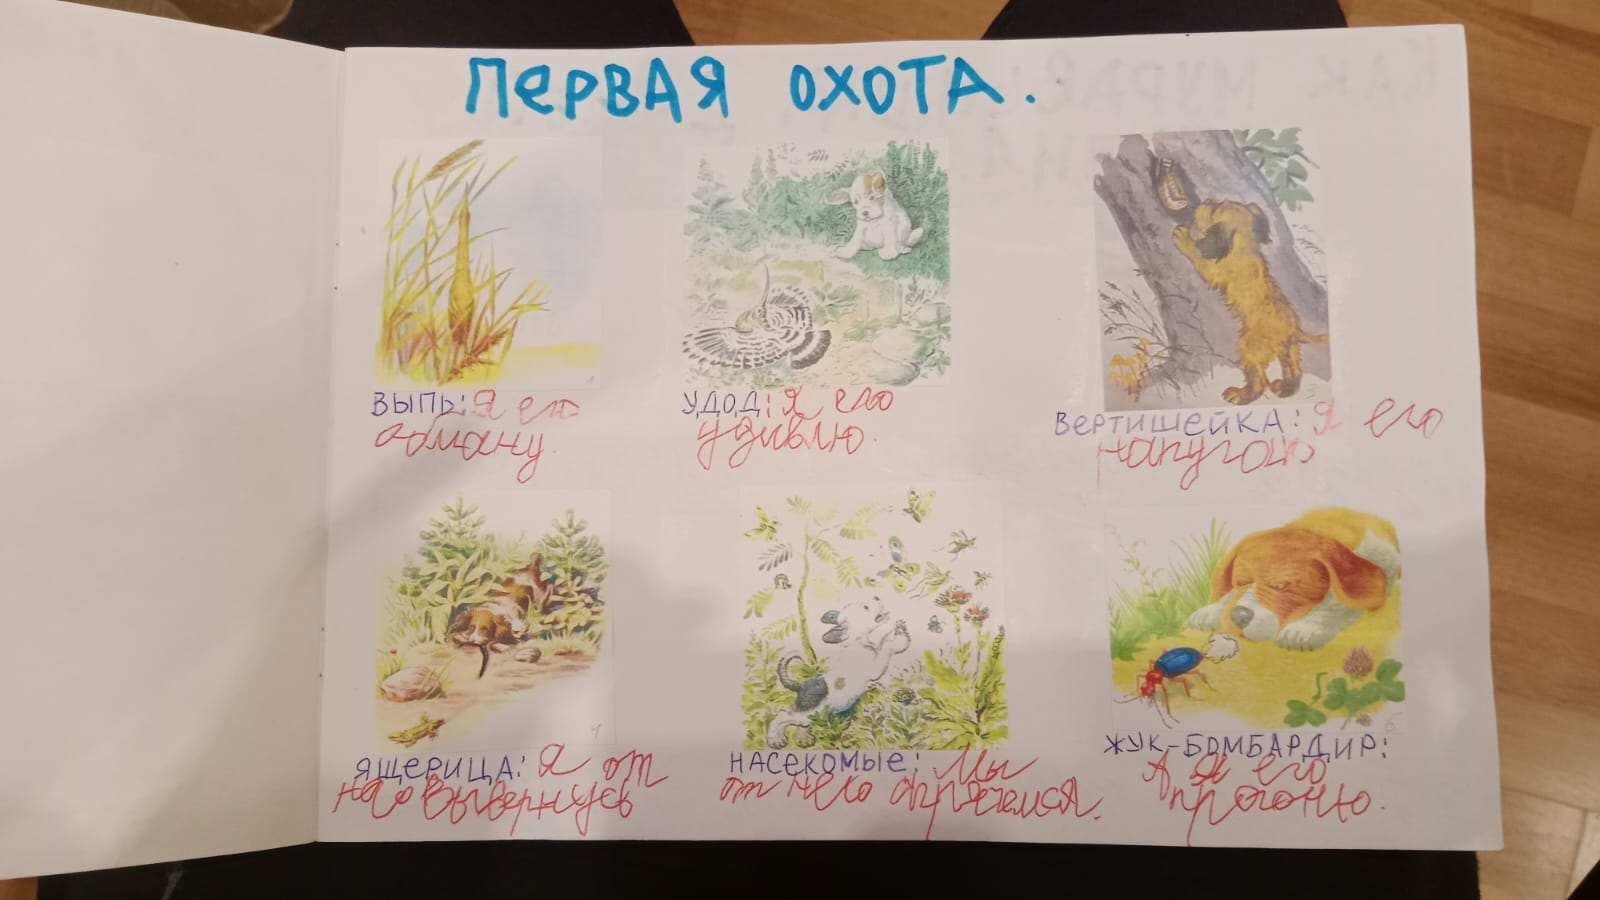 ПЕРВАЯ ОХОТА.
ВЫПЬ: Я его
обману.
УДОД: Я его
удивлю.
ВЕРТИШЕЙКА: Я его
напугаю
ЯЩЕРИЦА: Я от
него вывернусь
НАСЕКОМЫЕ: Мы
от него спрячемся.
ЖУК-БОМБАРДИР:
А я его
прогоню.